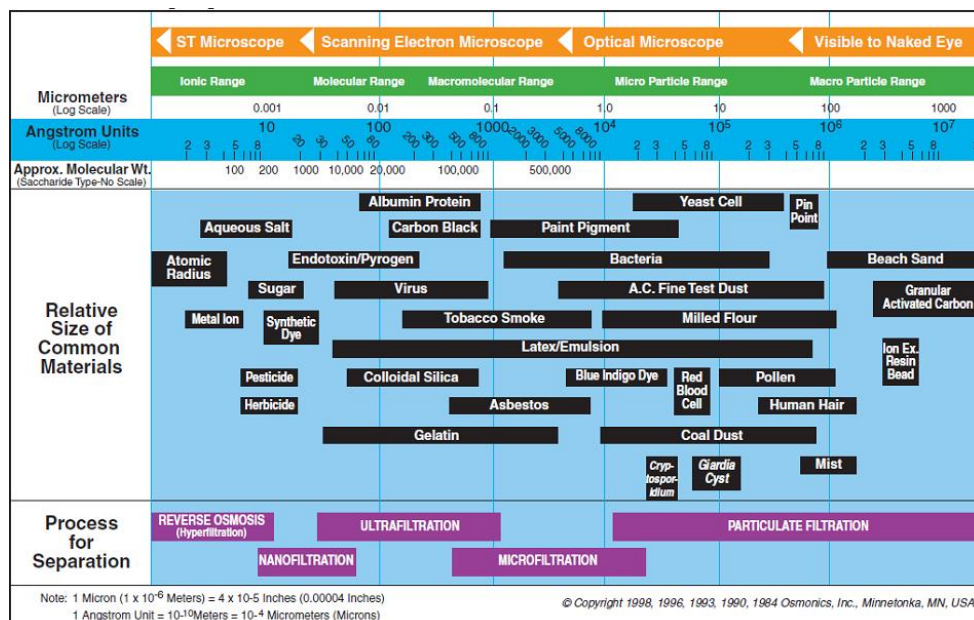 ST Microscope Scanning Electron Microscope Optical Microscope Visible to Naked Eye
Ionic Range Molecular Range Macromolecular Range Micro Particle Range Macro Particle Range
Micrometers
(Log Scale)
0.001 0.01 0.1 1.0 10 100 1000
Angstrom Units
(Log Scale)
10 100 1000 10⁴ 10⁵ 10⁶ 10⁷
2 3 5 8 20 30 50 80 200 300 500 800 2000 3000 5000 8000 2 3 5 8 2 3 5 8 2 3 5 8
Approx. Molecular Wt.
(Saccharide Type-No Scale)
100 200 1000 10,000 20,000 100,000 500,000
Relative
Size of
Common
Materials
Albumin Protein Yeast Cell Pin
Point
Aqueous Salt Carbon Black Paint Pigment
Atomic
Radius
Endotoxin/Pyrogen Bacteria Beach Sand
Sugar Virus A.C. Fine Test Dust Granular
Activated Carbon
Metal Ion Synthetic
Dye
Tobacco Smoke Milled Flour
Latex/Emulsion Ion Ex.
Resin
Bead
Pesticide Colloidal Silica Blue Indigo Dye Red
Blood
Cell
Pollen
Herbicide Asbestos Human Hair
Gelatin Coal Dust
Cryp-
tospor-
idium
Giardia
Cyst
Mist
Process
for
Separation
REVERSE OSMOSIS
(Hyperfiltration)
ULTRAFILTRATION PARTICULATE FILTRATION
NANOFILTRATION MICROFILTRATION
Note: 1 Micron (1 x 10⁻⁶ Meters) = 4 x 10-5 Inches (0.00004 Inches)
1 Angstrom Unit = 10⁻¹⁰Meters = 10⁻⁴ Micrometers (Microns)
© Copyright 1998, 1996, 1993, 1990, 1984 Osmonics, Inc., Minnetonka, MN, USA